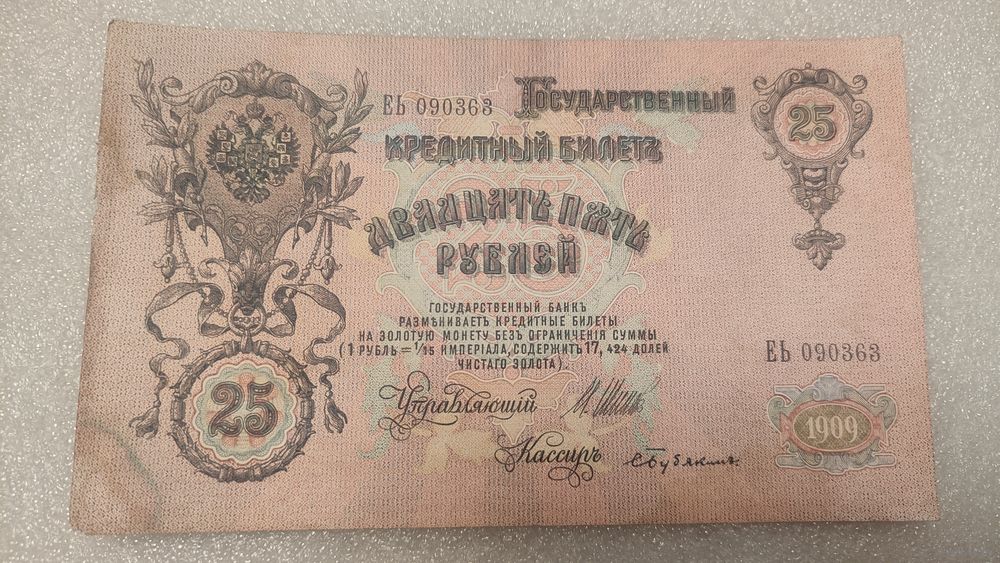 ЕЬ 090363 Государственный
Кредитный Билетъ
Двадцать Пять
Рублей
25
ГОСУДАРСТВЕННЫЙ БАНКЪ
РАЗМѢНИВАЕТЪ КРЕДИТНЫЕ БИЛЕТЫ
НА ЗОЛОТУЮ МОНЕТУ БЕЗЪ ОГРАНИЧЕНІЯ СУММЫ
(1 РУБЛЬ = 1/15 ИМПЕРІАЛА, СОДЕРЖИТЪ 17, 424 ДОЛЕЙ
ЧИСТАГО ЗОЛОТА).
ЕЬ 090363
25
Управляющий
Кассиръ
1909